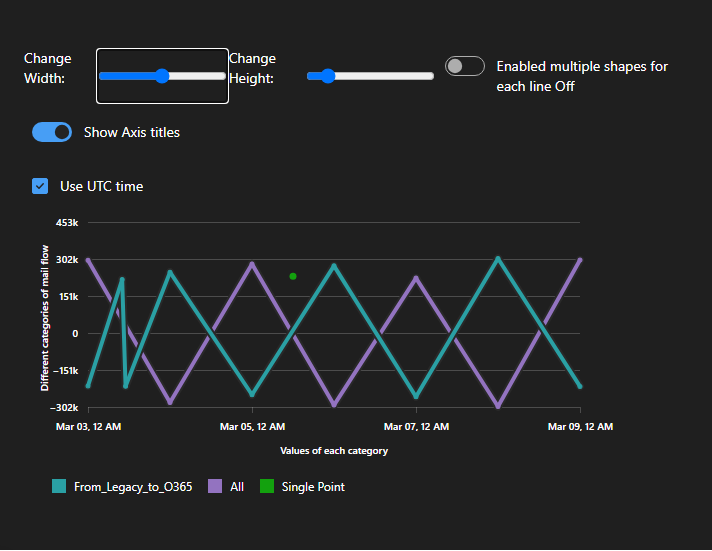 Change Width:
Change Height:
Enabled multiple shapes for
each line Off
Show Axis titles
Use UTC time
Different categories of mail flow
453k
302k
151k
0
−151k
−302k
Mar 03, 12 AM
Mar 05, 12 AM
Mar 07, 12 AM
Mar 09, 12 AM
Values of each category
From_Legacy_to_O365
All
Single Point